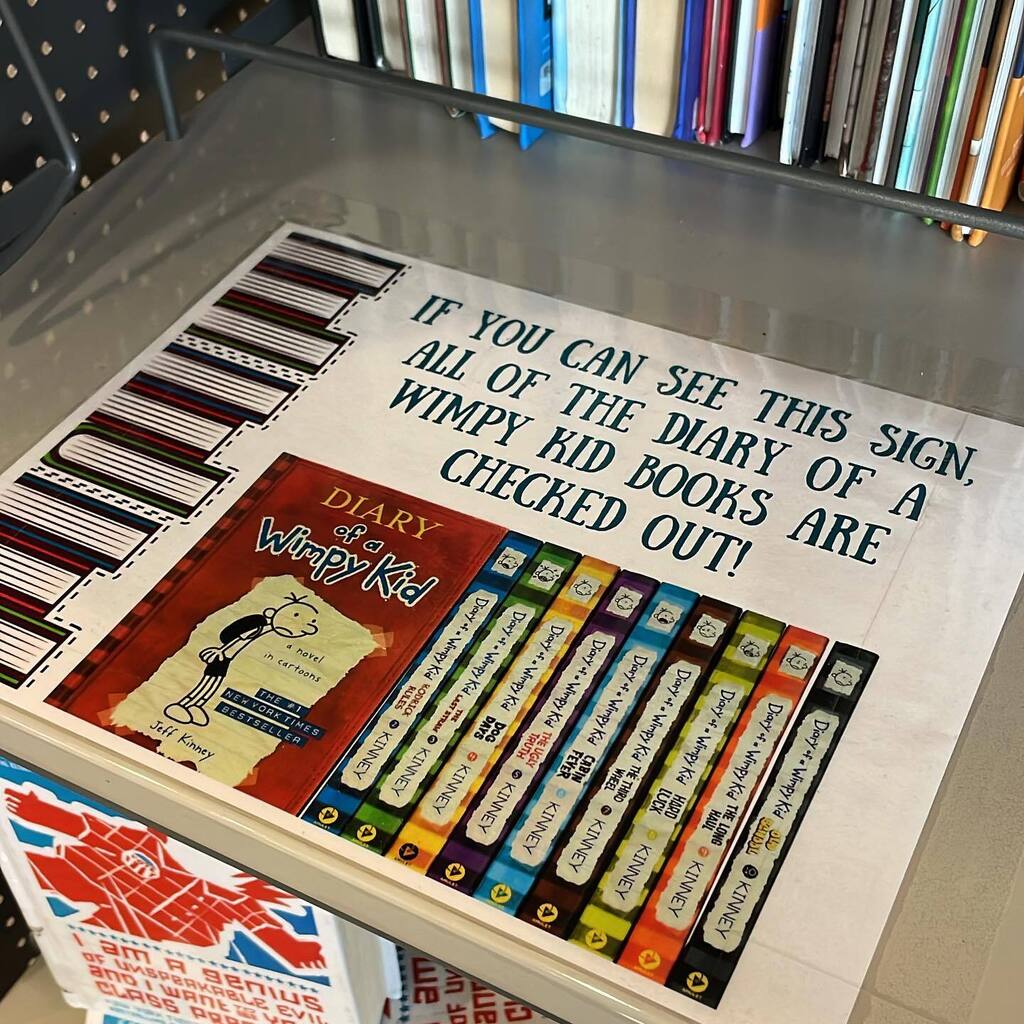 IF YOU CAN SEE THIS SIGN,
ALL OF THE DIARY OF A
WIMPY KID BOOKS ARE
CHECKED OUT!
DIARY
of a
Wimpy Kid
a novel
in cartoons
THE #1
NEW YORK TIMES
BESTSELLER
Jeff Kinney
Diary of a Wimpy Kid RODRICK RULES KINNEY
Diary of a Wimpy Kid THE LAST STRAW KINNEY
Diary of a Wimpy Kid DOG DAYS KINNEY
Diary of a Wimpy Kid THE UGLY TRUTH KINNEY
Diary of a Wimpy Kid CABIN FEVER KINNEY
Diary of a Wimpy Kid THE THIRD WHEEL KINNEY
Diary of a Wimpy Kid HARD LUCK KINNEY
Diary of a Wimpy Kid THE LONG HAUL KINNEY
Diary of a Wimpy Kid OLD SCHOOL KINNEY
I am a Genius
of Unspeakable Evil
and I want to
Class